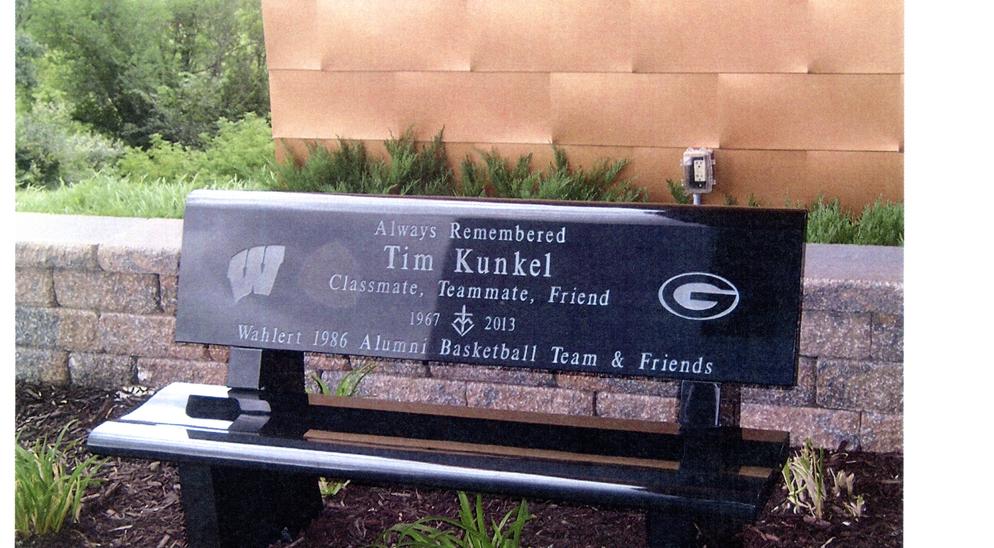 Always Remembered
Tim Kunkel
Classmate, Teammate, Friend
1967 2013
Wahlert 1986 Alumni Basketball Team & Friends
W
G